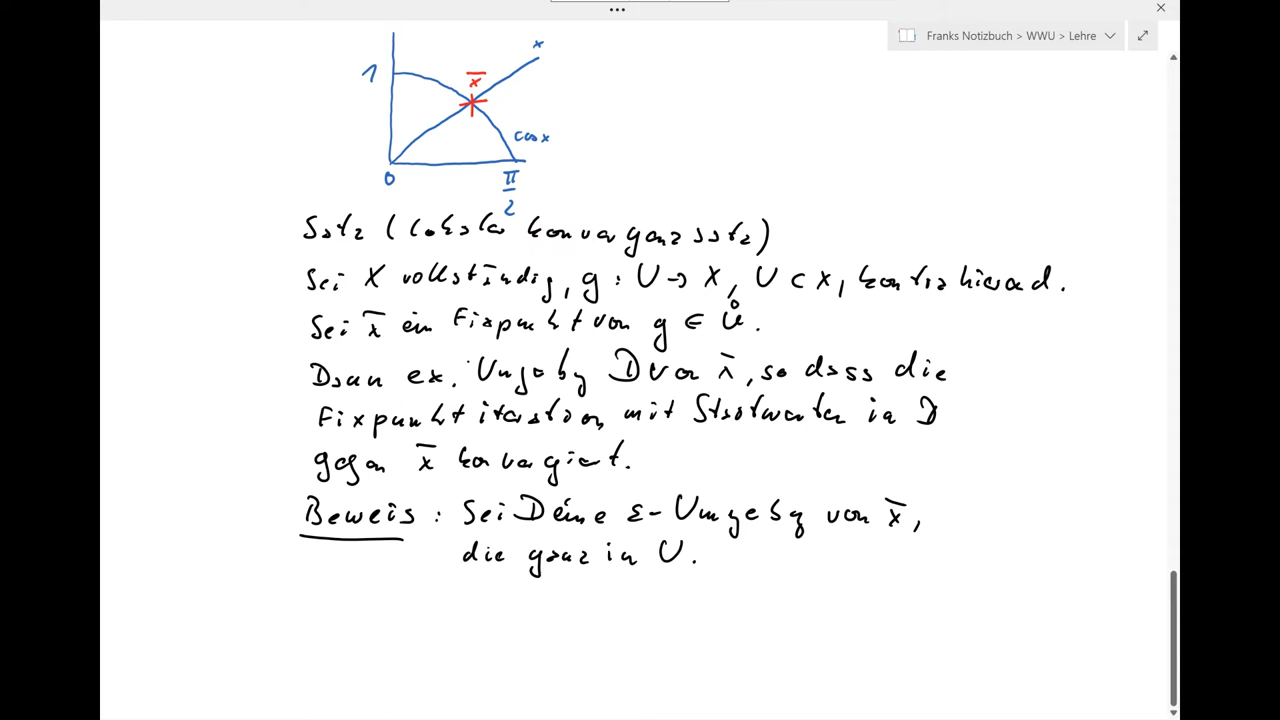 Franks Notizbuch > WWU > Lehre
x
1
x̄
cos x
0
π/2
Satz (lokaler Konvergenzsatz)
Sei X vollständig, g : U → X, U ⊂ X, kontrahierend.
Sei x̄ ein Fixpunkt von g ∈ Ů.
Dann ex. Umgebg D von x̄, so dass die
Fixpunktiteration mit Startwerten in D
gegen x̄ konvergiert.
Beweis : Sei D eine ε-Umgebg von x̄,
die ganz in U.